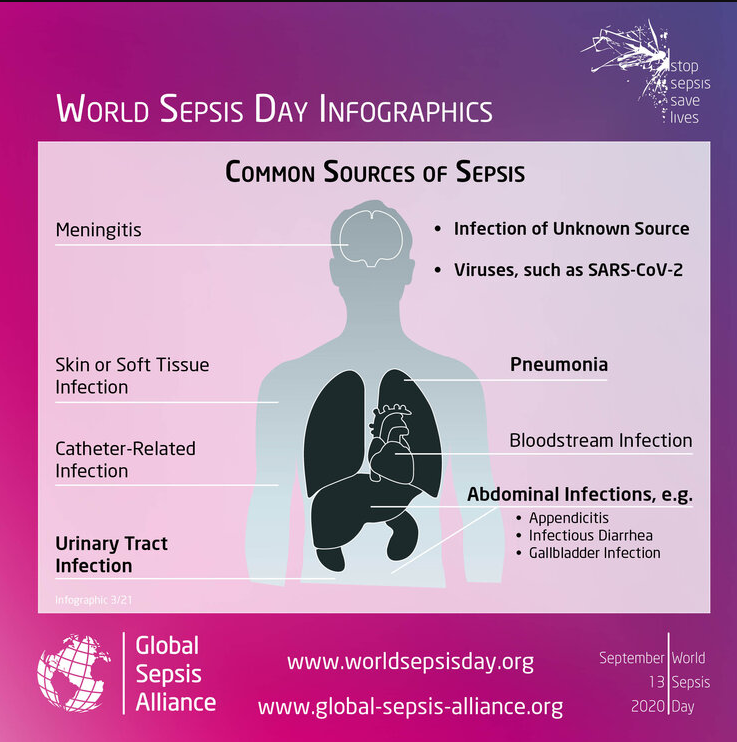 stop
sepsis
save
lives
World Sepsis Day Infographics
Common Sources of Sepsis
Meningitis
• Infection of Unknown Source
• Viruses, such as SARS-CoV-2
Skin or Soft Tissue
Infection
Pneumonia
Catheter-Related
Infection
Bloodstream Infection
Abdominal Infections, e.g.
• Appendicitis
• Infectious Diarrhea
• Gallbladder Infection
Urinary Tract
Infection
Infographic 3/21
Global
Sepsis
Alliance
www.worldsepsisday.org
www.global-sepsis-alliance.org
September World
13 Sepsis
2020 Day